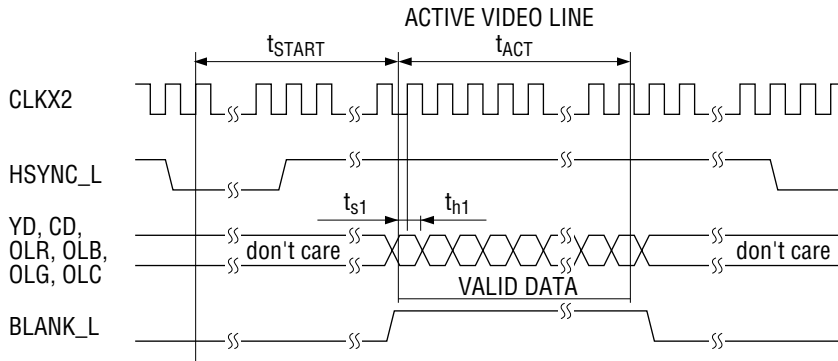 ACTIVE VIDEO LINE
tSTART
tACT
CLKX2
HSYNC_L
ts1
th1
YD, CD,
OLR, OLB,
OLG, OLC
don't care
don't care
VALID DATA
BLANK_L